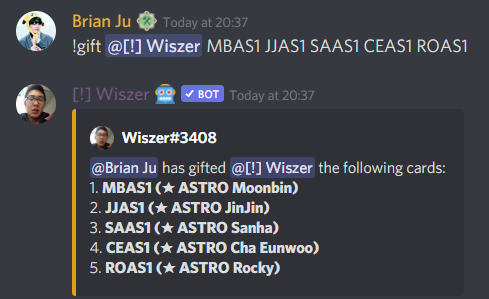 Brian Ju Today at 20:37
!gift @[!] Wiszer MBAS1 JJAS1 SAAS1 CEAS1 ROAS1
[!] Wiszer BOT Today at 20:37
Wiszer#3408
@Brian Ju has gifted @[!] Wiszer the following cards:
1. MBAS1 (★ ASTRO Moonbin)
2. JJAS1 (★ ASTRO JinJin)
3. SAAS1 (★ ASTRO Sanha)
4. CEAS1 (★ ASTRO Cha Eunwoo)
5. ROAS1 (★ ASTRO Rocky)